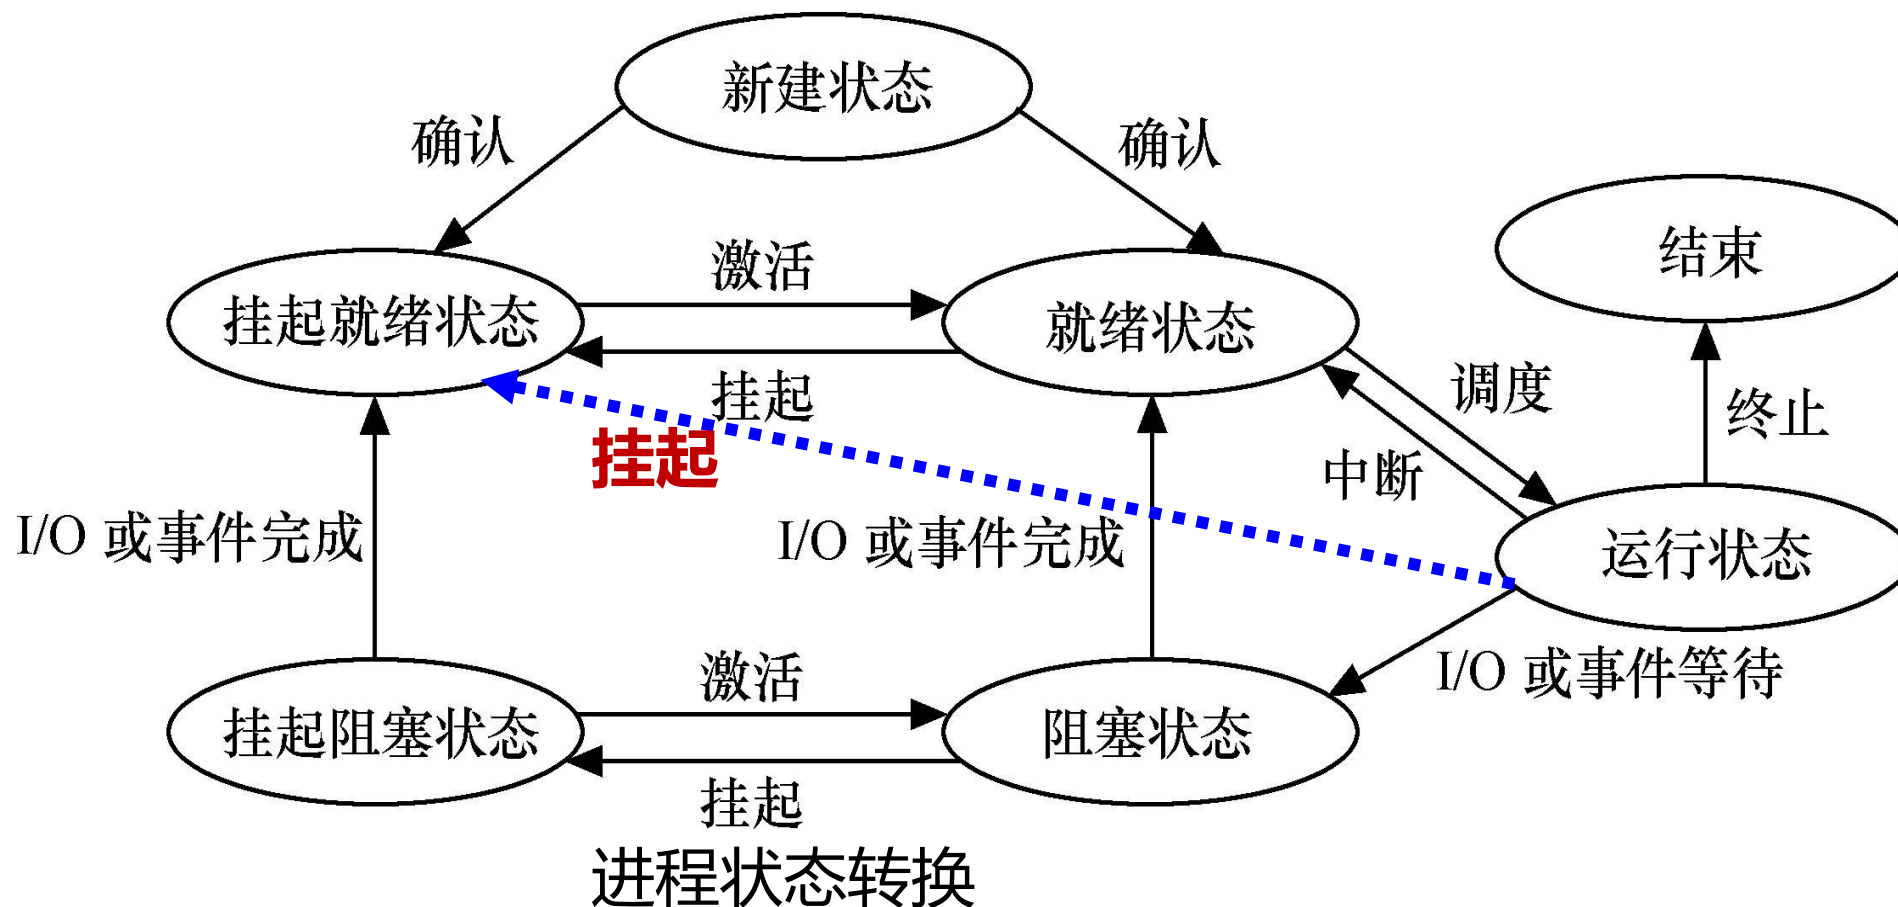 新建状态
确认
确认
结束
激活
挂起就绪状态
就绪状态
挂起
调度
终止
挂起
中断
I/O 或事件完成
I/O 或事件完成
运行状态
I/O 或事件等待
激活
挂起阻塞状态
阻塞状态
挂起
进程状态转换